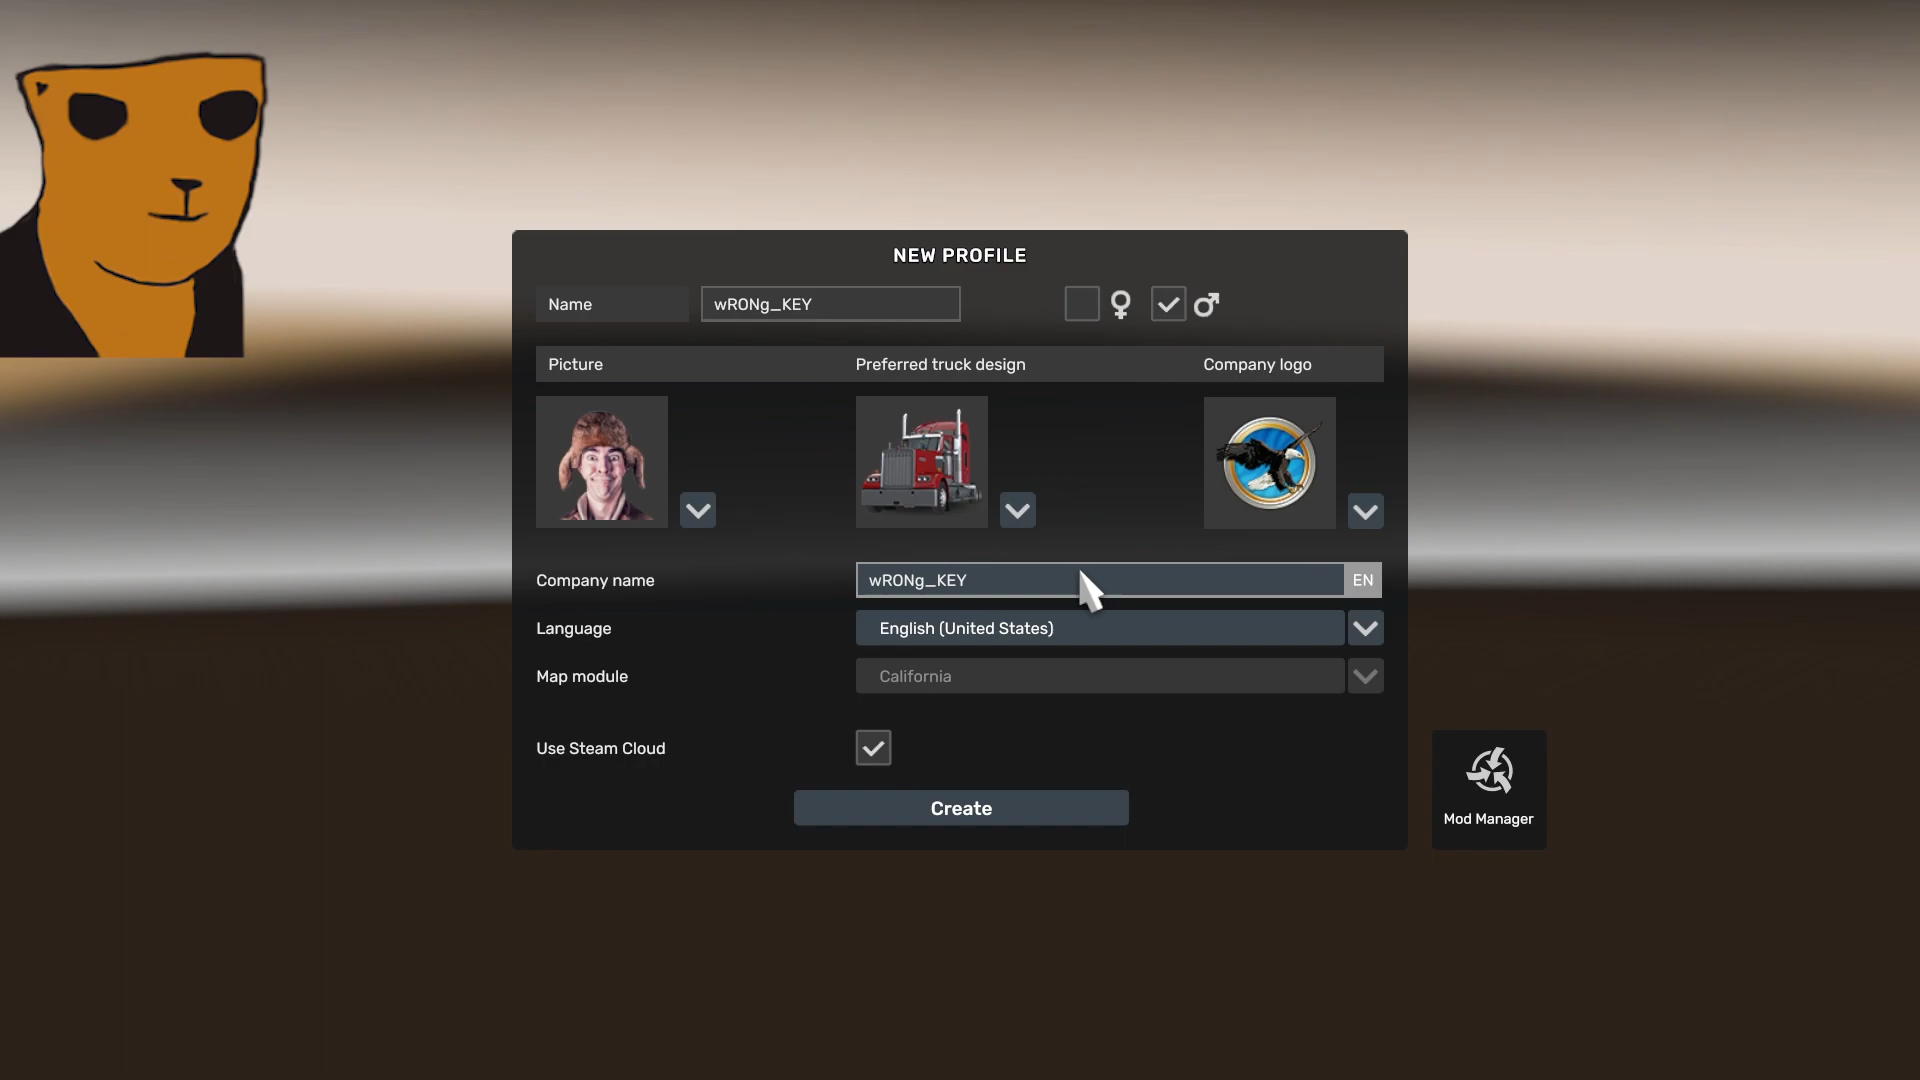 NEW PROFILE
Name wRONg_KEY
Picture Preferred truck design Company logo
Company name wRONg_KEY EN
Language English (United States)
Map module California
Use Steam Cloud
Create
Mod Manager